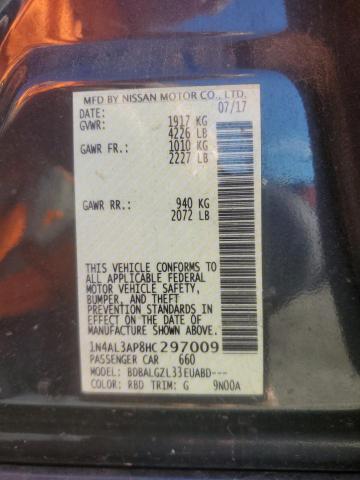 MFD BY NISSAN MOTOR CO., LTD.
DATE: 07/17
GVWR: 1917 KG
4226 LB
GAWR FR: 1010 KG
2227 LB
GAWR RR.: 940 KG
2072 LB
THIS VEHICLE CONFORMS TO
ALL APPLICABLE FEDERAL
MOTOR VEHICLE SAFETY,
BUMPER, AND THEFT
PREVENTION STANDARDS
IN EFFECT ON THE DATE OF
MANUFACTURE SHOWN ABOVE.
1N4AL3AP8HC297009
PASSENGER CAR 660
MODEL: BDBALGZL33EUABD---
COLOR: RBD TRIM: G 9N00A